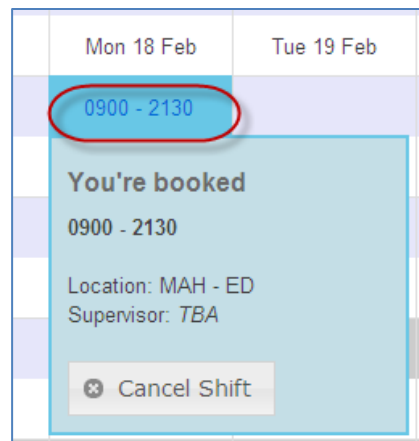 Mon 18 Feb Tue 19 Feb
0900 - 2130
You're booked
0900 - 2130
Location: MAH - ED
Supervisor: TBA
Cancel Shift